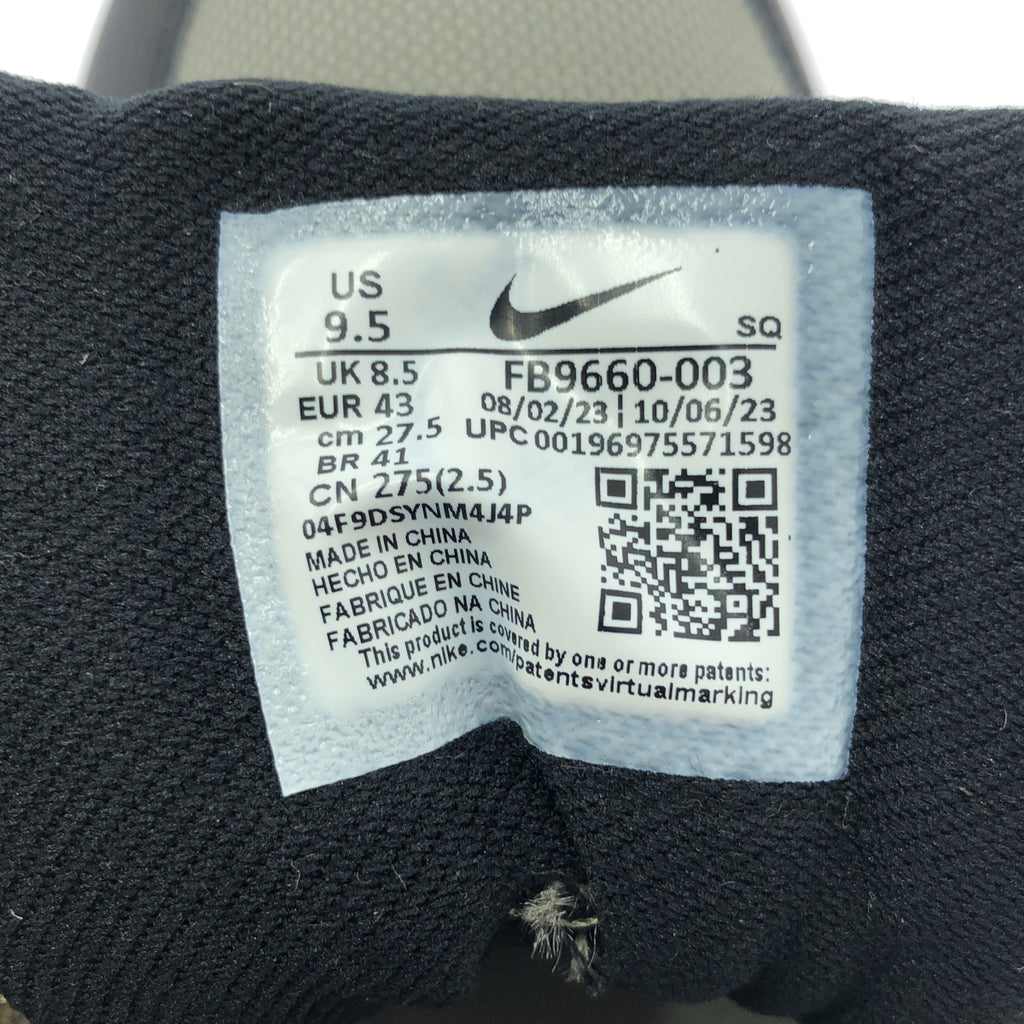 US
9.5
SQ
UK 8.5
EUR 43
cm 27.5
BR 41
CN 275(2.5)
FB9660-003
08/02/23 | 10/06/23
UPC 00196975571598
04F9DSYNM4J4P
MADE IN CHINA
HECHO EN CHINA
FABRIQUE EN CHINE
FABRICADO NA CHINA
This product is covered by one or more patents:
www.nike.com/patentsvirtualmarking